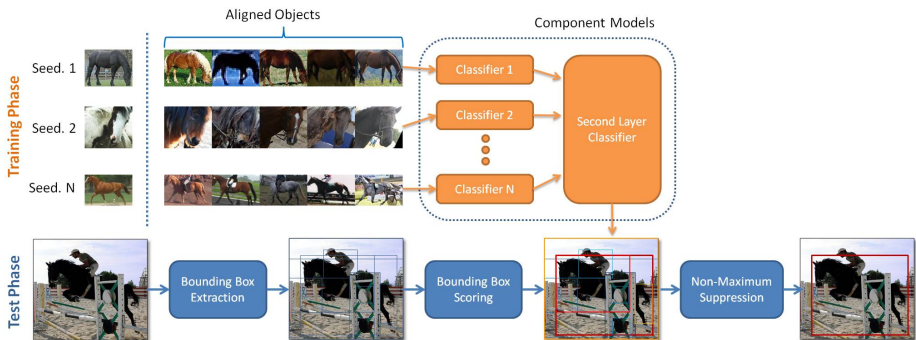 Aligned Objects
Component Models
Training Phase
Seed. 1
Classifier 1
Seed. 2
Classifier 2
Second Layer
Classifier
Seed. N
Classifier N
Test Phase
Bounding Box
Extraction
Bounding Box
Scoring
Non-Maximum
Suppression